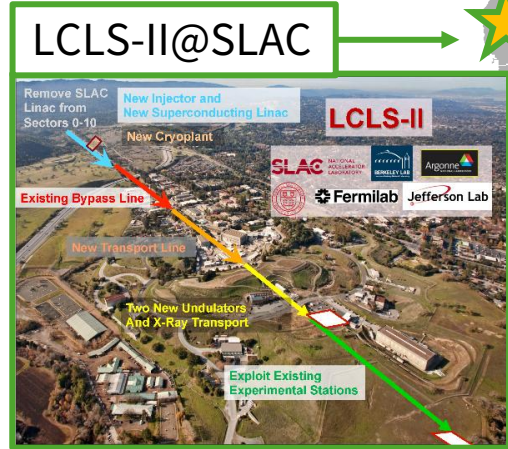 LCLS-II@SLAC
Remove SLAC
Linac from
Sectors 0-10
New Injector and
New Superconducting Linac
New Cryoplant
LCLS-II
SLAC NATIONAL
ACCELERATOR
LABORATORY
BERKELEY LAB
Argonne
Existing Bypass Line
Fermilab
Jefferson Lab
New Transport Line
Two New Undulators
And X-Ray Transport
Exploit Existing
Experimental Stations